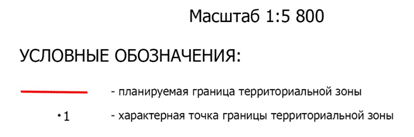 Масштаб 1:5 800
УСЛОВНЫЕ ОБОЗНАЧЕНИЯ:
- планируемая граница территориальной зоны
•1 - характерная точка границы территориальной зоны